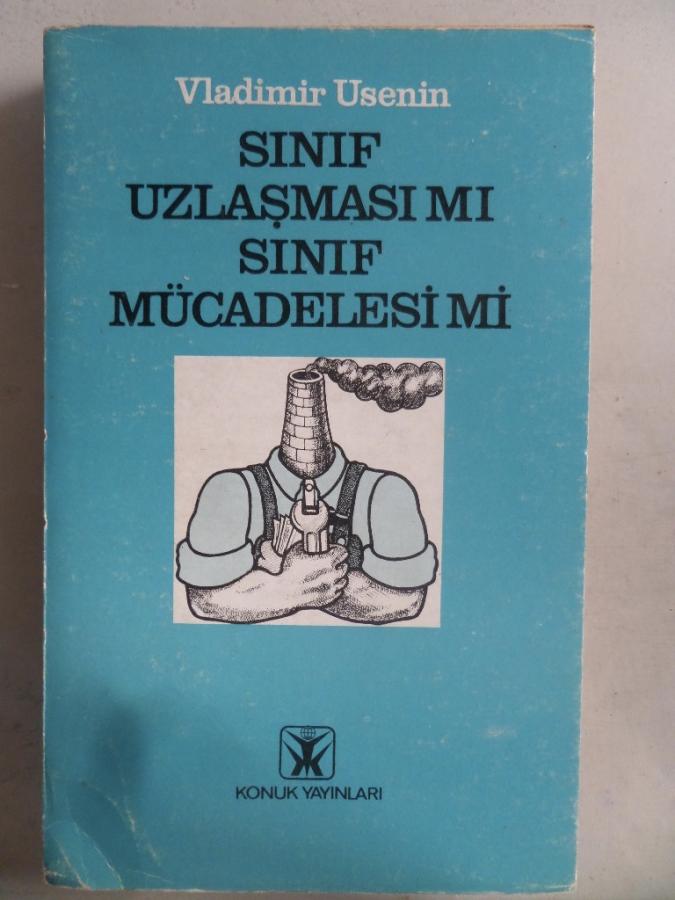 Vladimir Usenin
SINIF
UZLAŞMASI MI
SINIF
MÜCADELESİ Mİ
KONUK YAYINLARI